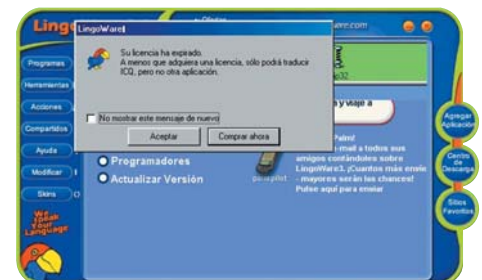 Ling
LingoWare
ware.com
Su licencia ha expirado.
A menos que adquiera una licencia, sólo podrá traducir
ICQ, pero no otra aplicación.
No mostrar este mensaje de nuevo
Aceptar
Comprar ahora
Programas
Herramientas
Acciones
Compartidos
Ayuda
Modificar
Skins
We
Speak
Your
Language
Programadores
Actualizar Versión
n y viaje a
Palm!
e-mail a todos sus
amigos contándoles sobre
LingoWare3. ¡Cuantos más envíe
- mayores serán las chances!
Pulse aquí para enviar
Agregar
Aplicación
Centro
de
Descarga
Sitios
Favoritos